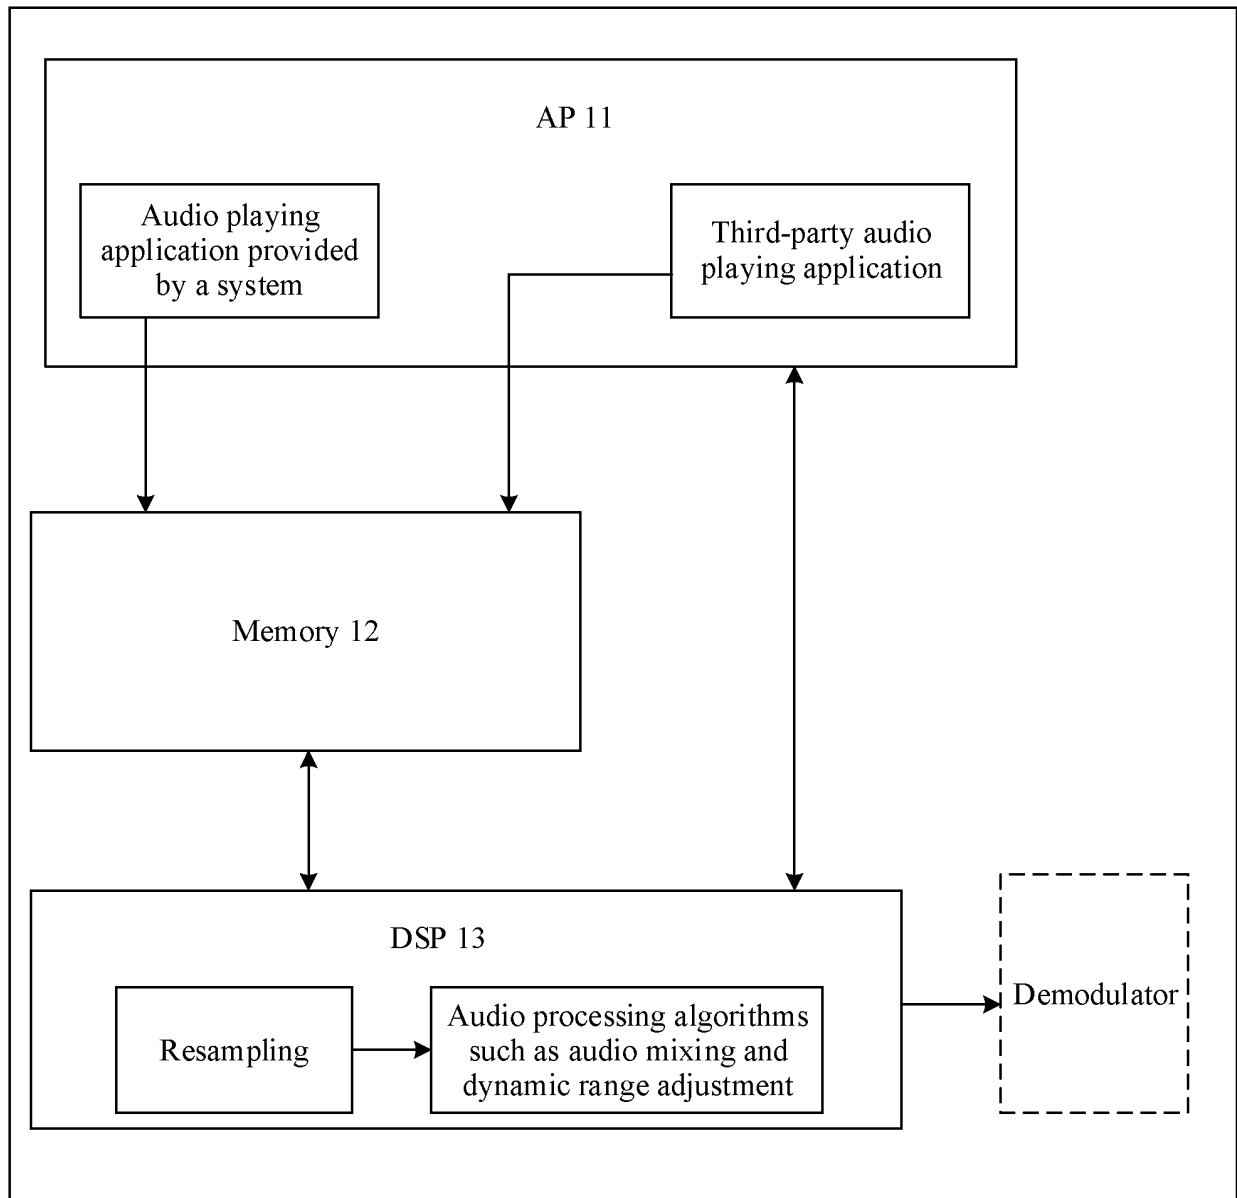 AP 11
Audio playing
application provided
by a system
Third-party audio
playing application
Memory 12
DSP 13
Resampling
Audio processing algorithms
such as audio mixing and
dynamic range adjustment
Demodulator